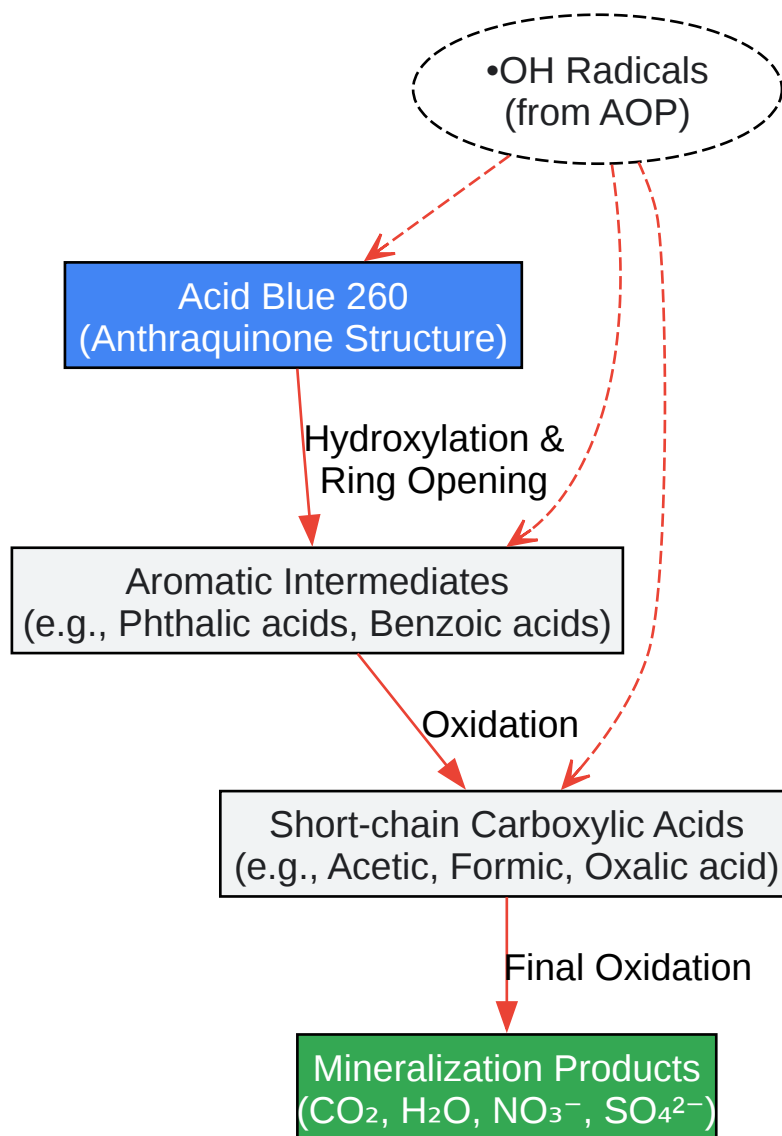 •OH Radicals
(from AOP)
Acid Blue 260
(Anthraquinone Structure)
Hydroxylation &
Ring Opening
Aromatic Intermediates
(e.g., Phthalic acids, Benzoic acids)
Oxidation
Short-chain Carboxylic Acids
(e.g., Acetic, Formic, Oxalic acid)
Final Oxidation
Mineralization Products
(CO₂, H₂O, NO₃⁻, SO₄²⁻)